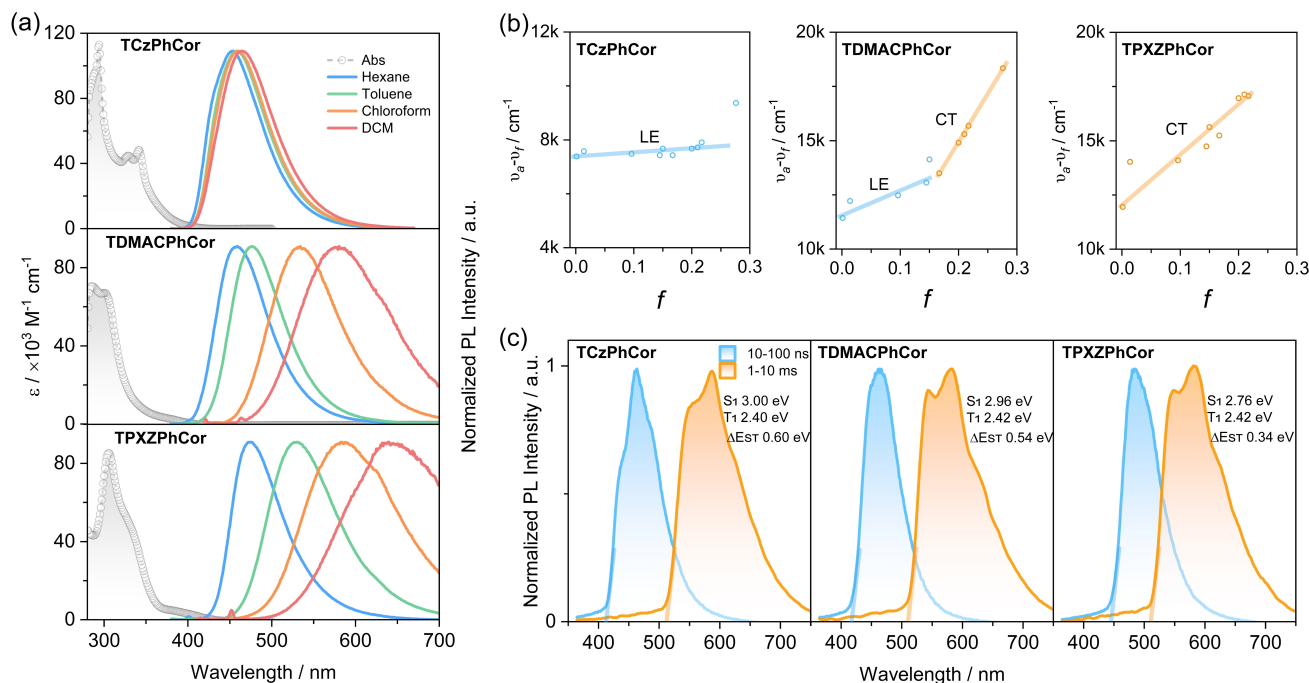 (a)
TCzPhCor
120
80
40
0
Abs
Hexane
Toluene
Chloroform
DCM
TDMACPhCor
80
40
0
TPXZPhCor
80
40
0
300
400
500
600
700
ε / ×10³ M⁻¹ cm⁻¹
Normalized PL Intensity / a.u.
Wavelength / nm
(b)
TCzPhCor
12k
8k
4k
LE
υₐ-υf / cm⁻¹
0.0
0.1
0.2
0.3
f
TDMACPhCor
20k
15k
10k
CT
LE
υₐ-υf / cm⁻¹
0.0
0.1
0.2
0.3
f
TPXZPhCor
20k
15k
10k
CT
υₐ-υf / cm⁻¹
0.0
0.1
0.2
0.3
f
(c)
TCzPhCor
10-100 ns
1-10 ms
S1 3.00 eV
T1 2.40 eV
ΔEST 0.60 eV
TDMACPhCor
S1 2.96 eV
T1 2.42 eV
ΔEST 0.54 eV
TPXZPhCor
S1 2.76 eV
T1 2.42 eV
ΔEST 0.34 eV
1
0
Normalized PL Intensity / a.u.
400
500
600
700
400
500
600
700
400
500
600
700
Wavelength / nm